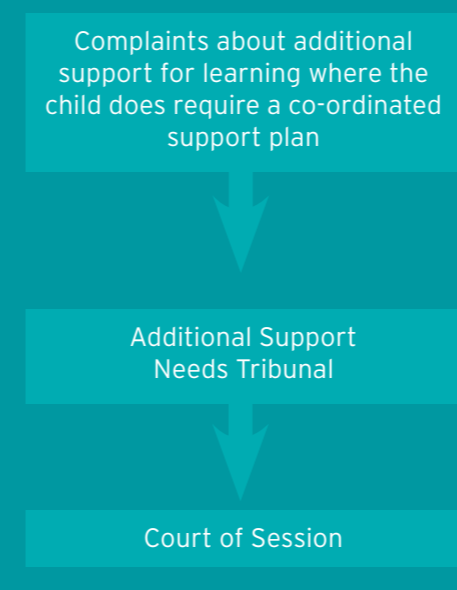 Complaints about additional
support for learning where the
child does require a co-ordinated
support plan
Additional Support
Needs Tribunal
Court of Session